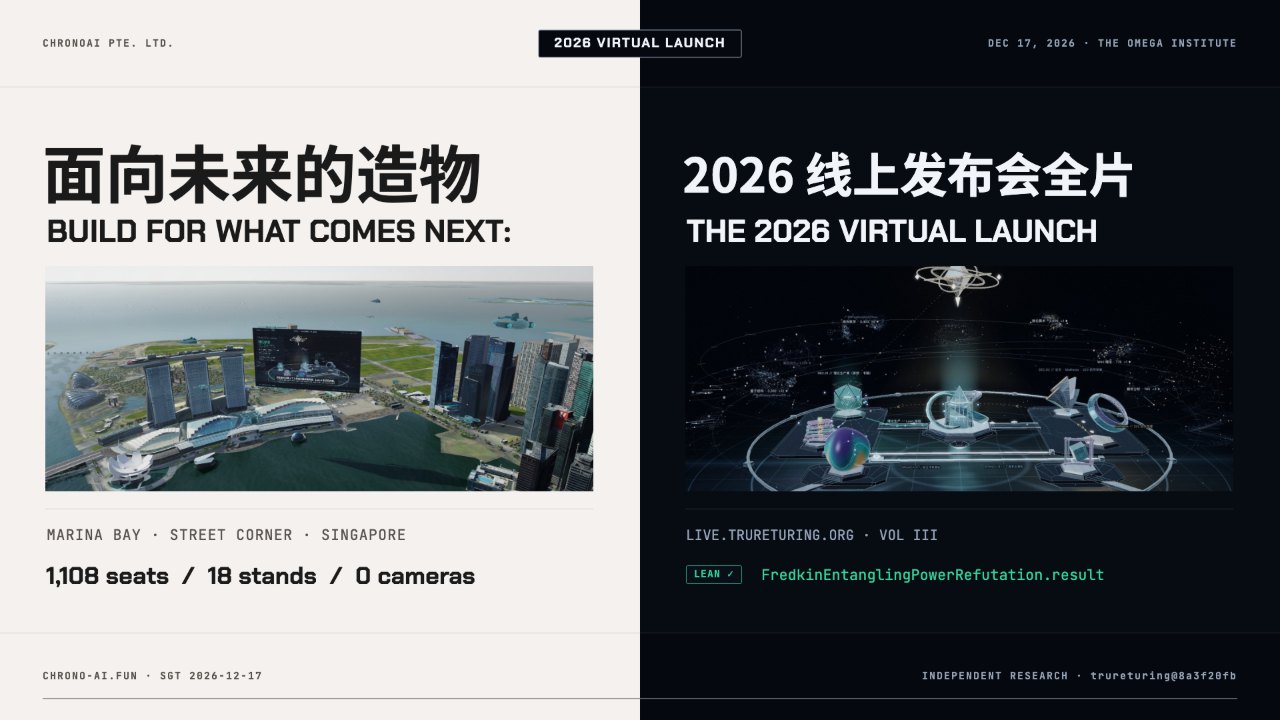 CHRONOAI PTE. LTD.
2026 VIRTUAL LAUNCH
DEC 17, 2026 · THE OMEGA INSTITUTE
面向未来的造物
BUILD FOR WHAT COMES NEXT:
2026 线上发布会全片
THE 2026 VIRTUAL LAUNCH
MARINA BAY · STREET CORNER · SINGAPORE
1,108 seats / 18 stands / 0 cameras
LIVE.TRURETURING.ORG · VOL III
LEAN ✓ FredkinEntanglingPowerRefutation.result
CHRONO-AI.FUN · SGT 2026-12-17
INDEPENDENT RESEARCH · trureturing@8a3f20fb